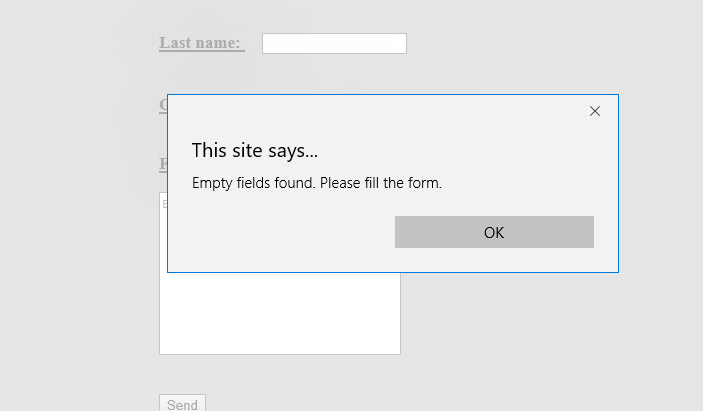 Last name:
This site says...
Empty fields found. Please fill the form.
OK
Send